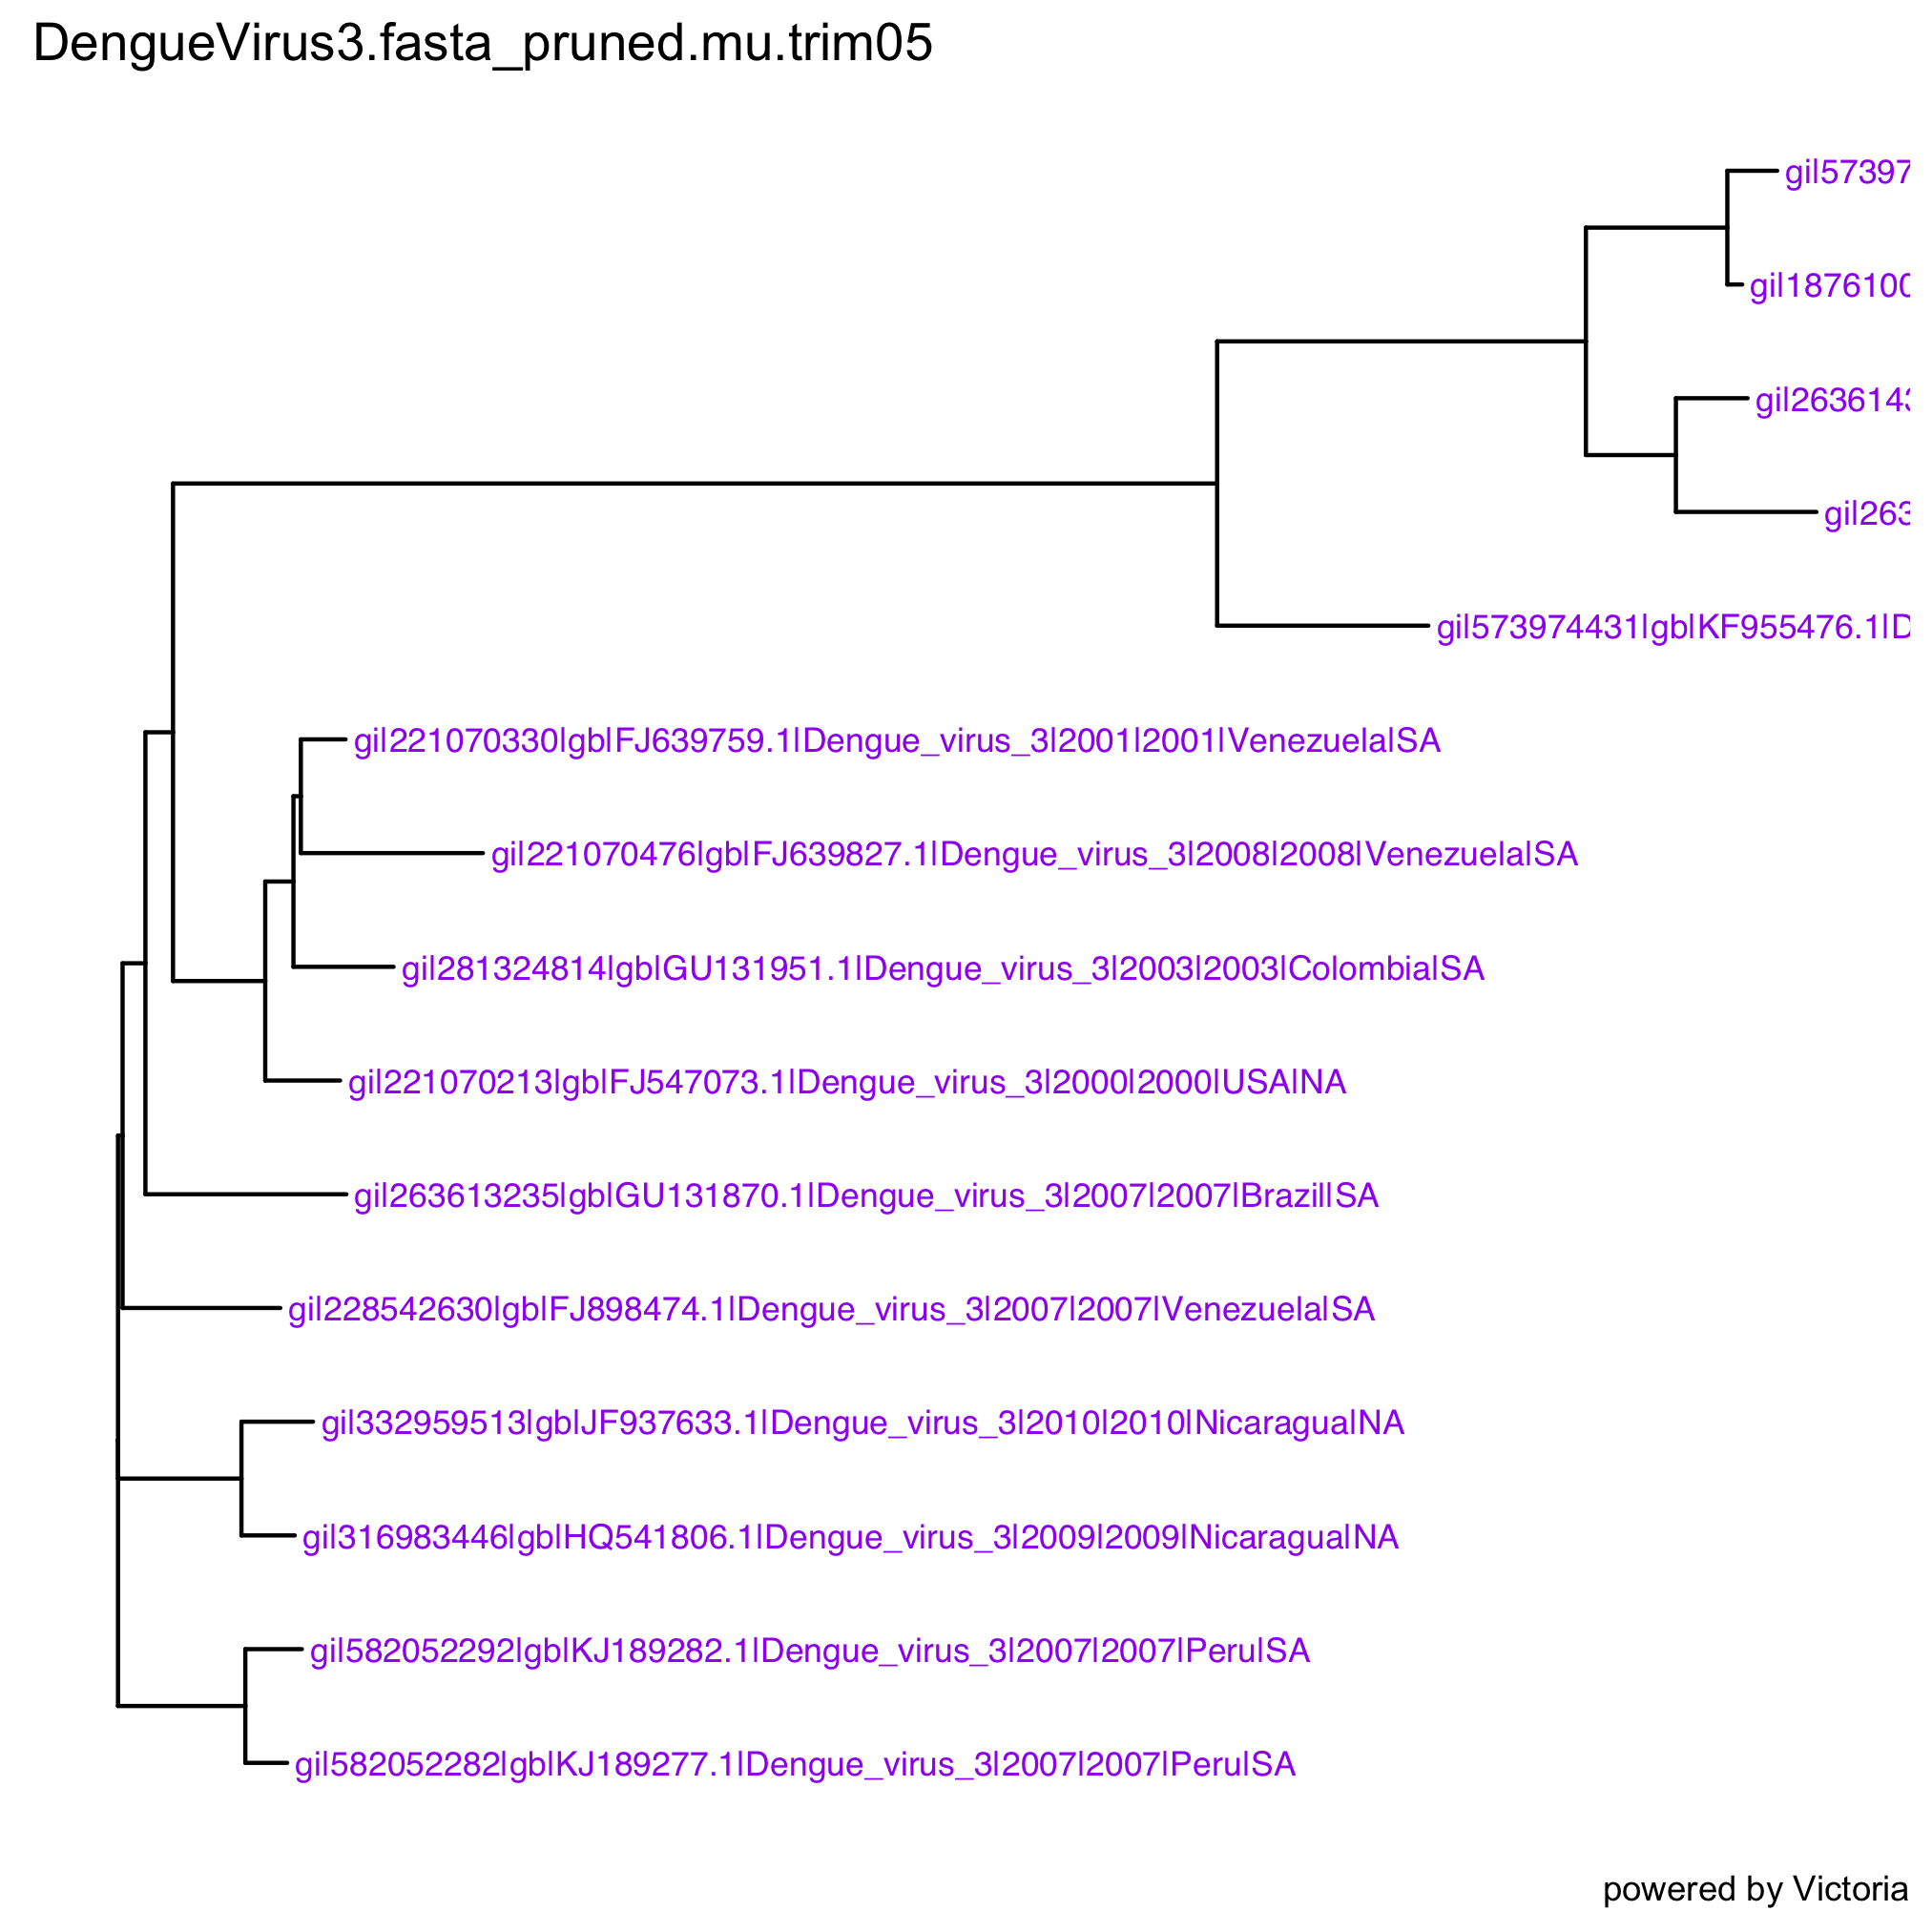 DengueVirus3.fasta_pruned.mu.trim05
gi|57397
gi|187610
gi|263614
gi|263
gi|573974431|gb|KF955476.1|D
gi|221070330|gb|FJ639759.1|Dengue_virus_3|2001|2001|Venezuela|SA
gi|221070476|gb|FJ639827.1|Dengue_virus_3|2008|2008|Venezuela|SA
gi|281324814|gb|GU131951.1|Dengue_virus_3|2003|2003|Colombia|SA
gi|221070213|gb|FJ547073.1|Dengue_virus_3|2000|2000|USA|NA
gi|263613235|gb|GU131870.1|Dengue_virus_3|2007|2007|Brazil|SA
gi|228542630|gb|FJ898474.1|Dengue_virus_3|2007|2007|Venezuela|SA
gi|332959513|gb|JF937633.1|Dengue_virus_3|2010|2010|Nicaragua|NA
gi|316983446|gb|HQ541806.1|Dengue_virus_3|2009|2009|Nicaragua|NA
gi|582052292|gb|KJ189282.1|Dengue_virus_3|2007|2007|Peru|SA
gi|582052282|gb|KJ189277.1|Dengue_virus_3|2007|2007|Peru|SA
powered by Victoria